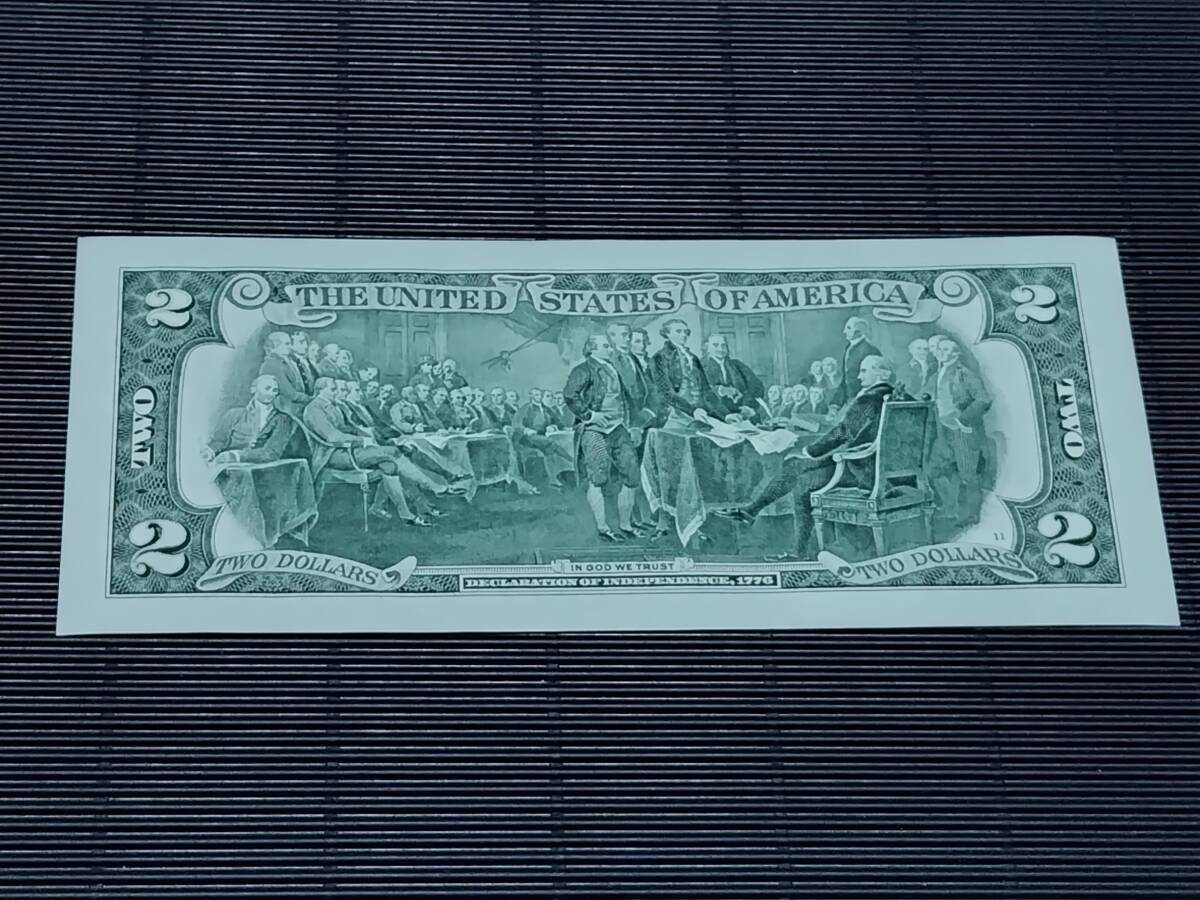 THE UNITED STATES OF AMERICA
2
2
TWO
TWO
2
2
11
TWO DOLLARS
TWO DOLLARS
IN GOD WE TRUST
DECLARATION OF INDEPENDENCE, 1776